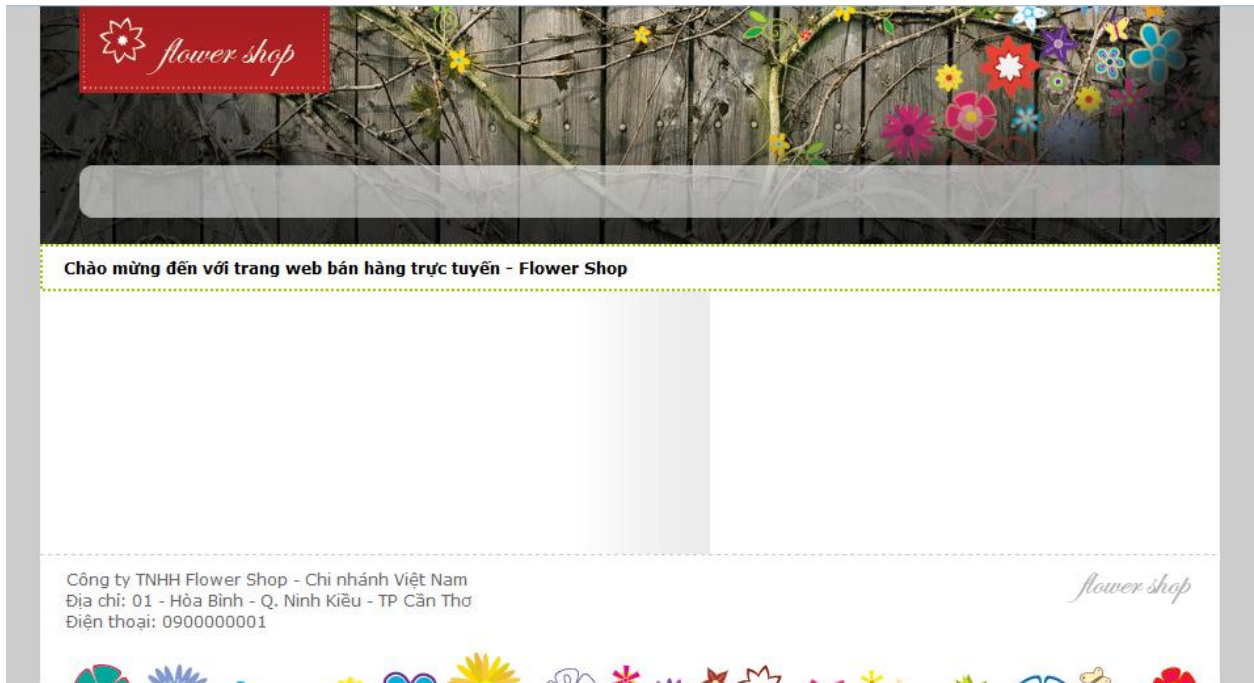 flower shop
Chào mừng đến với trang web bán hàng trực tuyến - Flower Shop
Công ty TNHH Flower Shop - Chi nhánh Việt Nam
Địa chỉ: 01 - Hòa Bình - Q. Ninh Kiều - TP Cần Thơ
Điện thoại: 0900000001
flower shop